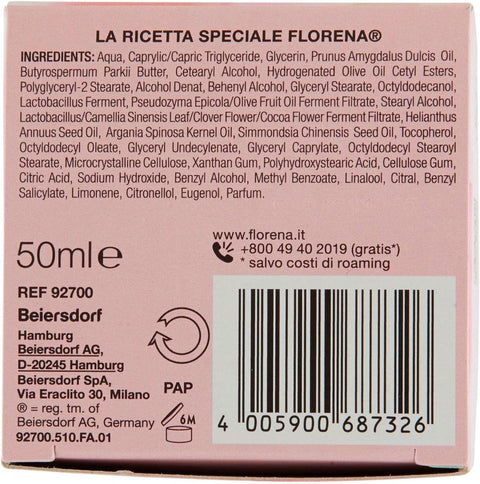 LA RICETTA SPECIALE FLORENA®
INGREDIENTS: Aqua, Caprylic/Capric Triglyceride, Glycerin, Prunus Amygdalus Dulcis Oil,
Butyrospermum Parkii Butter, Cetearyl Alcohol, Hydrogenated Olive Oil Cetyl Esters,
Polyglyceryl-2 Stearate, Alcohol Denat, Behenyl Alcohol, Glyceryl Stearate, Octyldodecanol,
Lactobacillus Ferment, Pseudozyma Epicola/Olive Fruit Oil Ferment Filtrate, Stearyl Alcohol,
Lactobacillus/Camellia Sinensis Leaf/Clover Flower/Cocoa Flower Ferment Filtrate, Helianthus
Annuus Seed Oil, Argania Spinosa Kernel Oil, Simmondsia Chinensis Seed Oil, Tocopherol,
Octyldodecyl Oleate, Glyceryl Undecylenate, Glyceryl Caprylate, Octyldodecyl Stearoyl
Stearate, Microcrystalline Cellulose, Xanthan Gum, Polyhydroxystearic Acid, Cellulose Gum,
Citric Acid, Sodium Hydroxide, Benzyl Alcohol, Methyl Benzoate, Linalool, Citral, Benzyl
Salicylate, Limonene, Citronellol, Eugenol, Parfum.
www.florena.it
+800 49 40 2019 (gratis*)
* salvo costi di roaming
50ml℮
REF 92700
Beiersdorf
Hamburg
Beiersdorf AG,
D-20245 Hamburg
Beiersdorf SpA,
Via Eraclito 30, Milano
® = reg. tm. of
Beiersdorf AG, Germany
92700.510.FA.01
PAP
6M
4 005900 687326